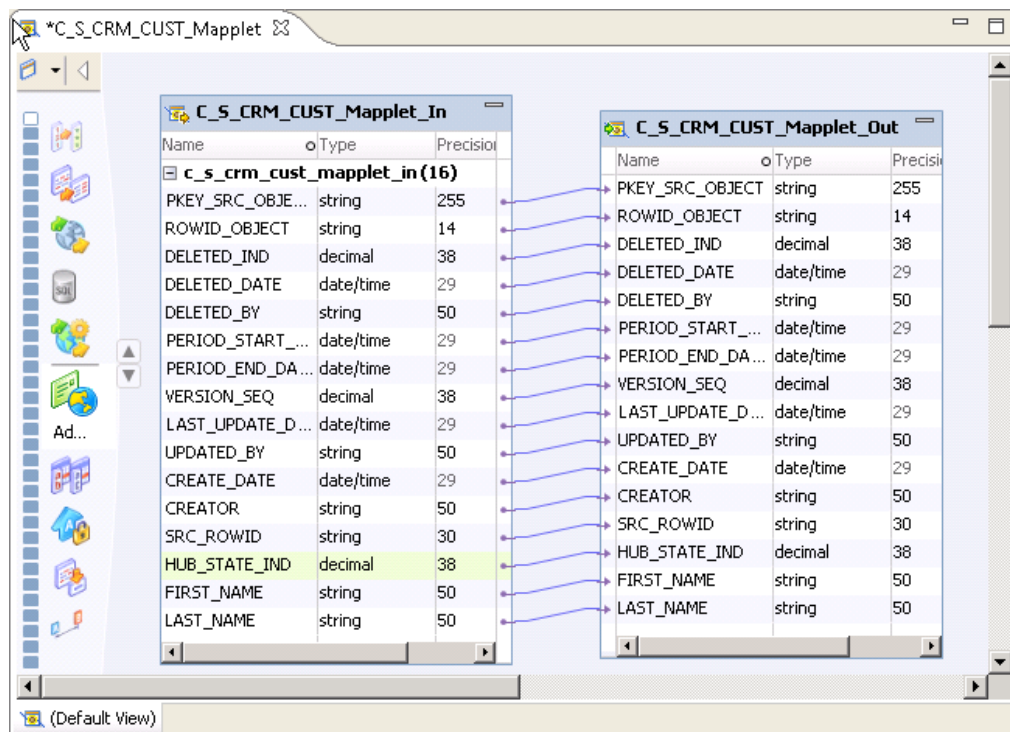 *C_S_CRM_CUST_Mapplet
Ad...
C_S_CRM_CUST_Mapplet_In
Name Type Precision
c_s_crm_cust_mapplet_in (16)
PKEY_SRC_OBJE... string 255
ROWID_OBJECT string 14
DELETED_IND decimal 38
DELETED_DATE date/time 29
DELETED_BY string 50
PERIOD_START_... date/time 29
PERIOD_END_DA... date/time 29
VERSION_SEQ decimal 38
LAST_UPDATE_D... date/time 29
UPDATED_BY string 50
CREATE_DATE date/time 29
CREATOR string 50
SRC_ROWID string 30
HUB_STATE_IND decimal 38
FIRST_NAME string 50
LAST_NAME string 50
C_S_CRM_CUST_Mapplet_Out
Name Type Precisi
PKEY_SRC_OBJECT string 255
ROWID_OBJECT string 14
DELETED_IND decimal 38
DELETED_DATE date/time 29
DELETED_BY string 50
PERIOD_START_... date/time 29
PERIOD_END_DA... date/time 29
VERSION_SEQ decimal 38
LAST_UPDATE_D... date/time 29
UPDATED_BY string 50
CREATE_DATE date/time 29
CREATOR string 50
SRC_ROWID string 30
HUB_STATE_IND decimal 38
FIRST_NAME string 50
LAST_NAME string 50
(Default View)